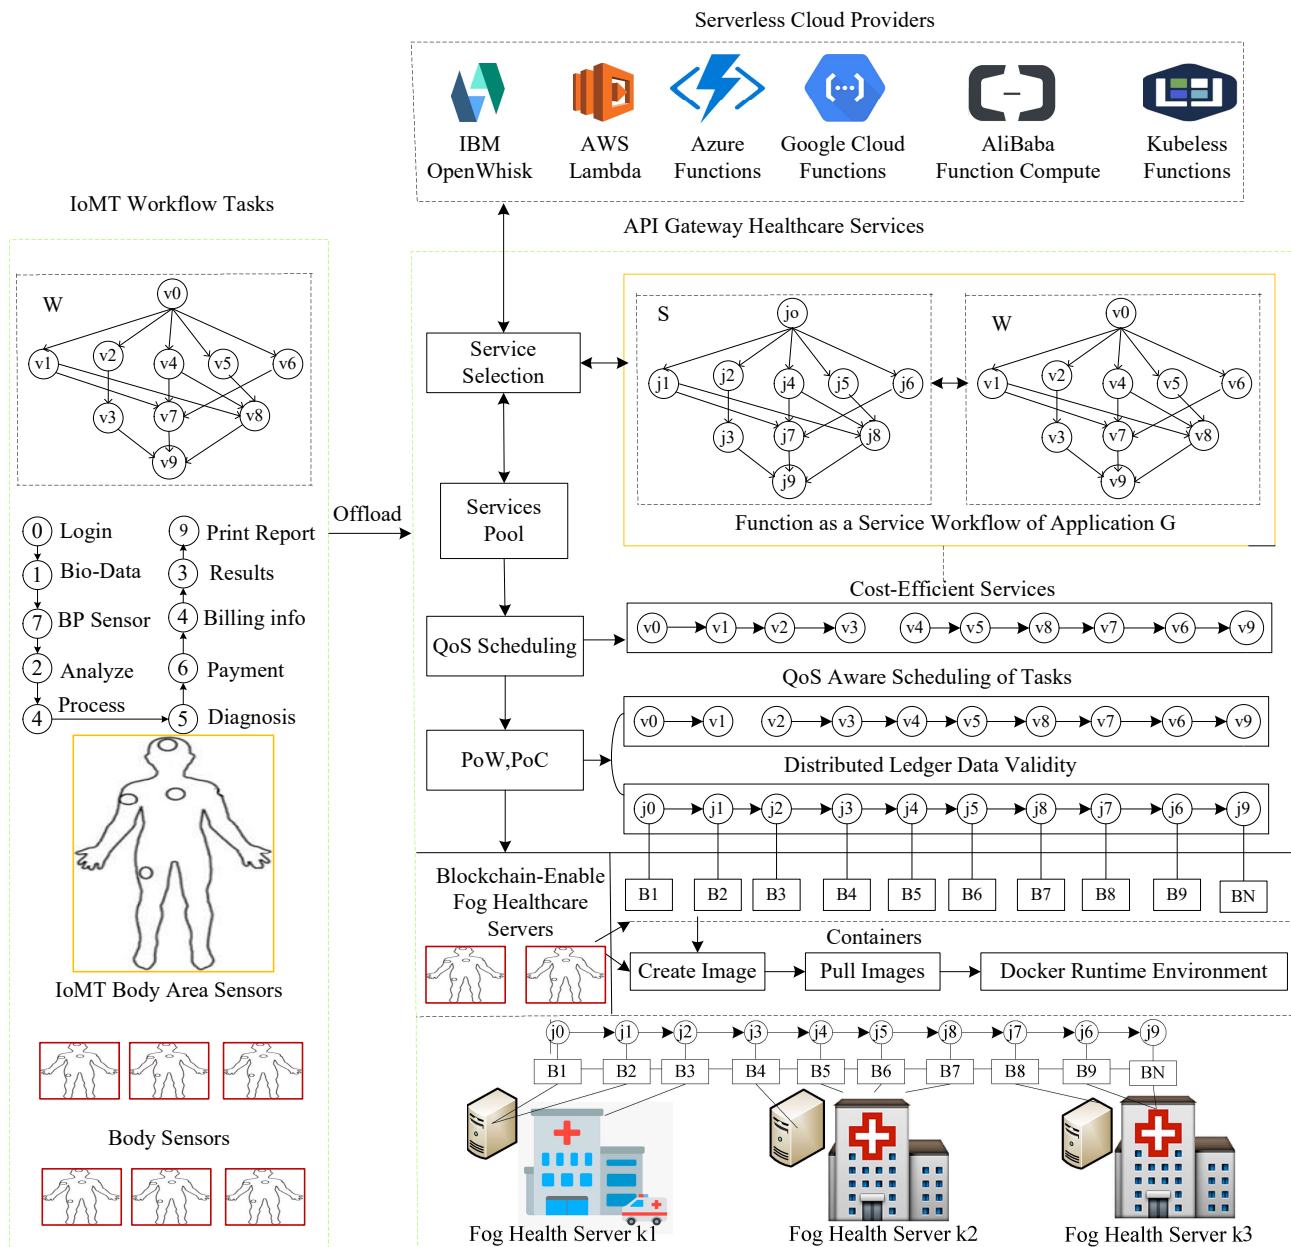 Serverless Cloud Providers
IBM
OpenWhisk
AWS
Lambda
Azure
Functions
Google Cloud
Functions
AliBaba
Function Compute
Kubeless
Functions
IoMT Workflow Tasks
API Gateway Healthcare Services
W
v0
v1
v2
v4
v5
v6
v3
v7
v8
v9
0 Login
1 Bio-Data
7 BP Sensor
2 Analyze
4 Process
9 Print Report
3 Results
4 Billing info
6 Payment
5 Diagnosis
IoMT Body Area Sensors
Body Sensors
Offload
Service
Selection
Services
Pool
QoS Scheduling
PoW,PoC
S
jo
j1
j2
j4
j5
j6
j3
j7
j8
j9
W
v0
v1
v2
v4
v5
v6
v3
v7
v8
v9
Function as a Service Workflow of Application G
Cost-Efficient Services
v0 v1 v2 v3 v4 v5 v8 v7 v6 v9
QoS Aware Scheduling of Tasks
v0 v1 v2 v3 v4 v5 v8 v7 v6 v9
Distributed Ledger Data Validity
j0 j1 j2 j3 j4 j5 j8 j7 j6 j9
B1 B2 B3 B4 B5 B6 B7 B8 B9 BN
Blockchain-Enable
Fog Healthcare
Servers
Containers
Create Image
Pull Images
Docker Runtime Environment
j0 j1 j2 j3 j4 j5 j8 j7 j6 j9
B1 B2 B3 B4 B5 B6 B7 B8 B9 BN
Fog Health Server k1
Fog Health Server k2
Fog Health Server k3